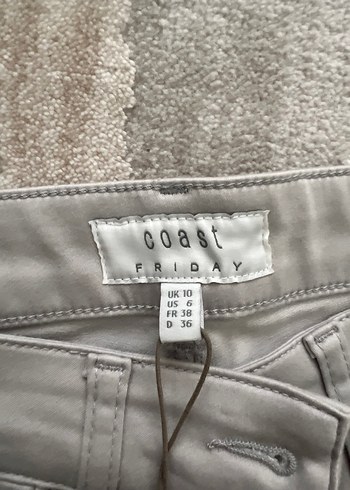 coast
FRIDAY
UK 10
US 6
FR 38
D 36